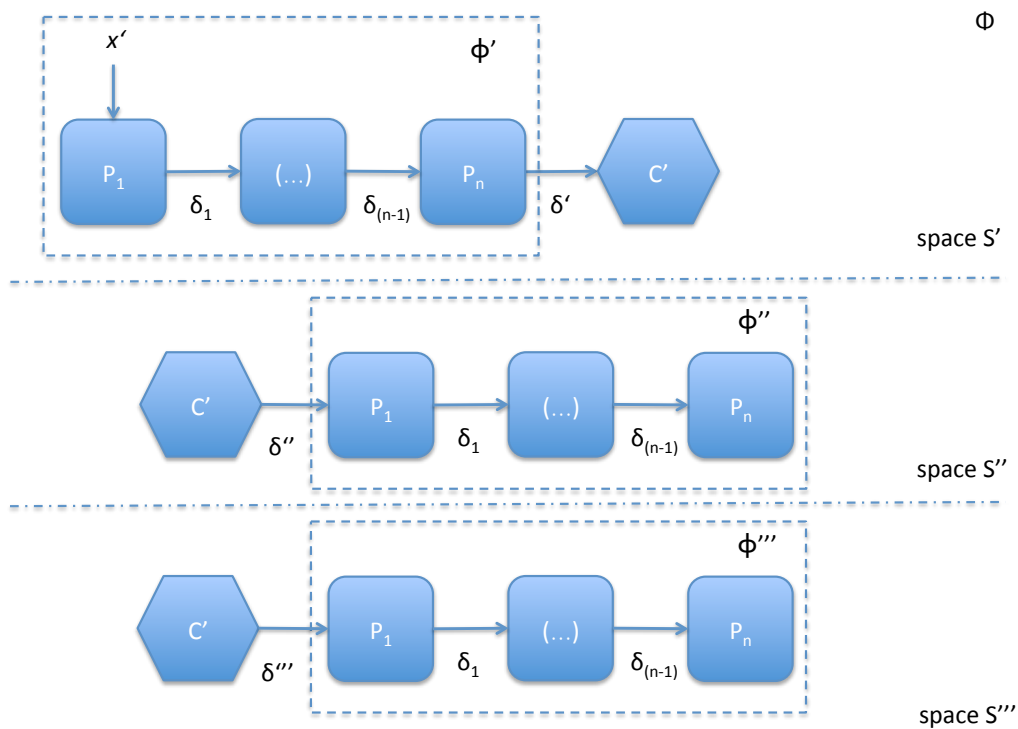 Φ
x‘
ϕ’
P₁
(…)
Pₙ
C’
δ₁
δ₍ₙ₋₁₎
δ‘
space S’
ϕ’’
C’
P₁
(…)
Pₙ
δ‘’
δ₁
δ₍ₙ₋₁₎
space S’’
ϕ’’’
C’
P₁
(…)
Pₙ
δ‘’’
δ₁
δ₍ₙ₋₁₎
space S’’’